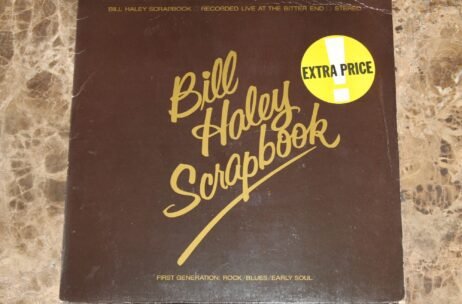 BILL HALEY SCRAPBOOK □ RECORDED LIVE AT THE BITTER END □ STEREO
!
EXTRA PRICE
Bill
Haley
Scrapbook
FIRST GENERATION: ROCK/BLUES/EARLY SOUL